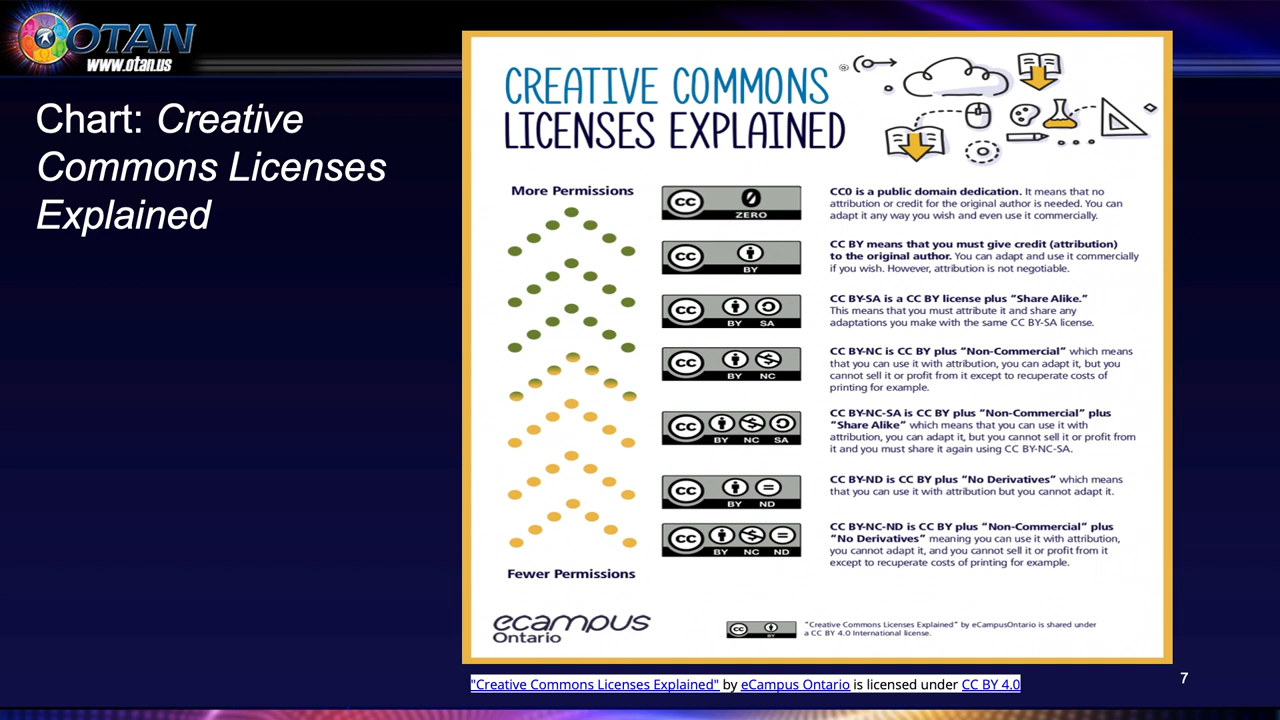 OTAN
www.otan.us
Chart: Creative
Commons Licenses
Explained
CREATIVE COMMONS
LICENSES EXPLAINED
More Permissions
cc 0
ZERO
CC0 is a public domain dedication. It means that no
attribution or credit for the original author is needed. You can
adapt it any way you wish and even use it commercially.
cc
BY
CC BY means that you must give credit (attribution)
to the original author. You can adapt and use it commercially
if you wish. However, attribution is not negotiable.
cc
BY SA
CC BY-SA is a CC BY license plus “Share Alike.”
This means that you must attribute it and share any
adaptations you make with the same CC BY-SA license.
cc $
BY NC
CC BY-NC is CC BY plus “Non-Commercial” which means
that you can use it with attribution, you can adapt it, but you
cannot sell it or profit from it except to recuperate costs of
printing for example.
cc $
BY NC SA
CC BY-NC-SA is CC BY plus “Non-Commercial” plus
“Share Alike” which means that you can use it with
attribution, you can adapt it, but you cannot sell it or profit from
it and you must share it again using CC BY-NC-SA.
cc =
BY ND
CC BY-ND is CC BY plus “No Derivatives” which means
that you can use it with attribution but you cannot adapt it.
cc $ =
BY NC ND
CC BY-NC-ND is CC BY plus “Non-Commercial” plus
“No Derivatives” meaning you can use it with attribution,
you cannot adapt it, and you cannot sell it or profit from it
except to recuperate costs of printing for example.
Fewer Permissions
ecampus
Ontario
cc
BY
“Creative Commons Licenses Explained” by eCampusOntario is shared under
a CC BY 4.0 International license.
"Creative Commons Licenses Explained" by eCampus Ontario is licensed under CC BY 4.0
7